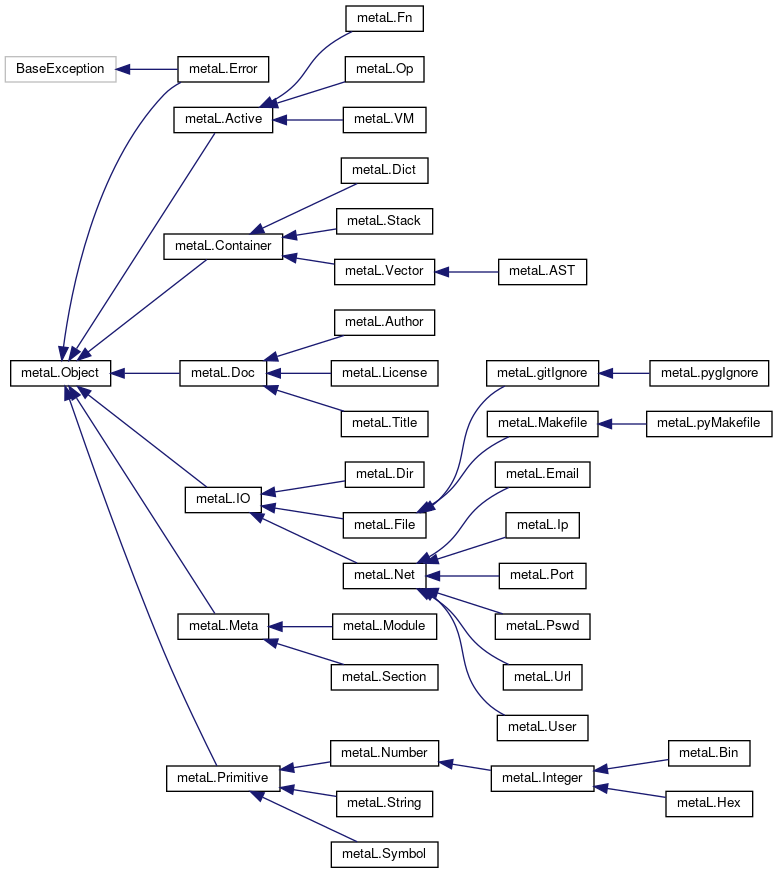 metaL.Fn
BaseException
metaL.Error
metaL.Op
metaL.Active
metaL.VM
metaL.Dict
metaL.Stack
metaL.Container
metaL.Vector
metaL.AST
metaL.Author
metaL.Object
metaL.Doc
metaL.License
metaL.gitIgnore
metaL.pygIgnore
metaL.Title
metaL.Makefile
metaL.pyMakefile
metaL.Dir
metaL.Email
metaL.IO
metaL.File
metaL.Ip
metaL.Net
metaL.Port
metaL.Meta
metaL.Module
metaL.Pswd
metaL.Section
metaL.Url
metaL.User
metaL.Number
metaL.Bin
metaL.Primitive
metaL.Integer
metaL.String
metaL.Hex
metaL.Symbol